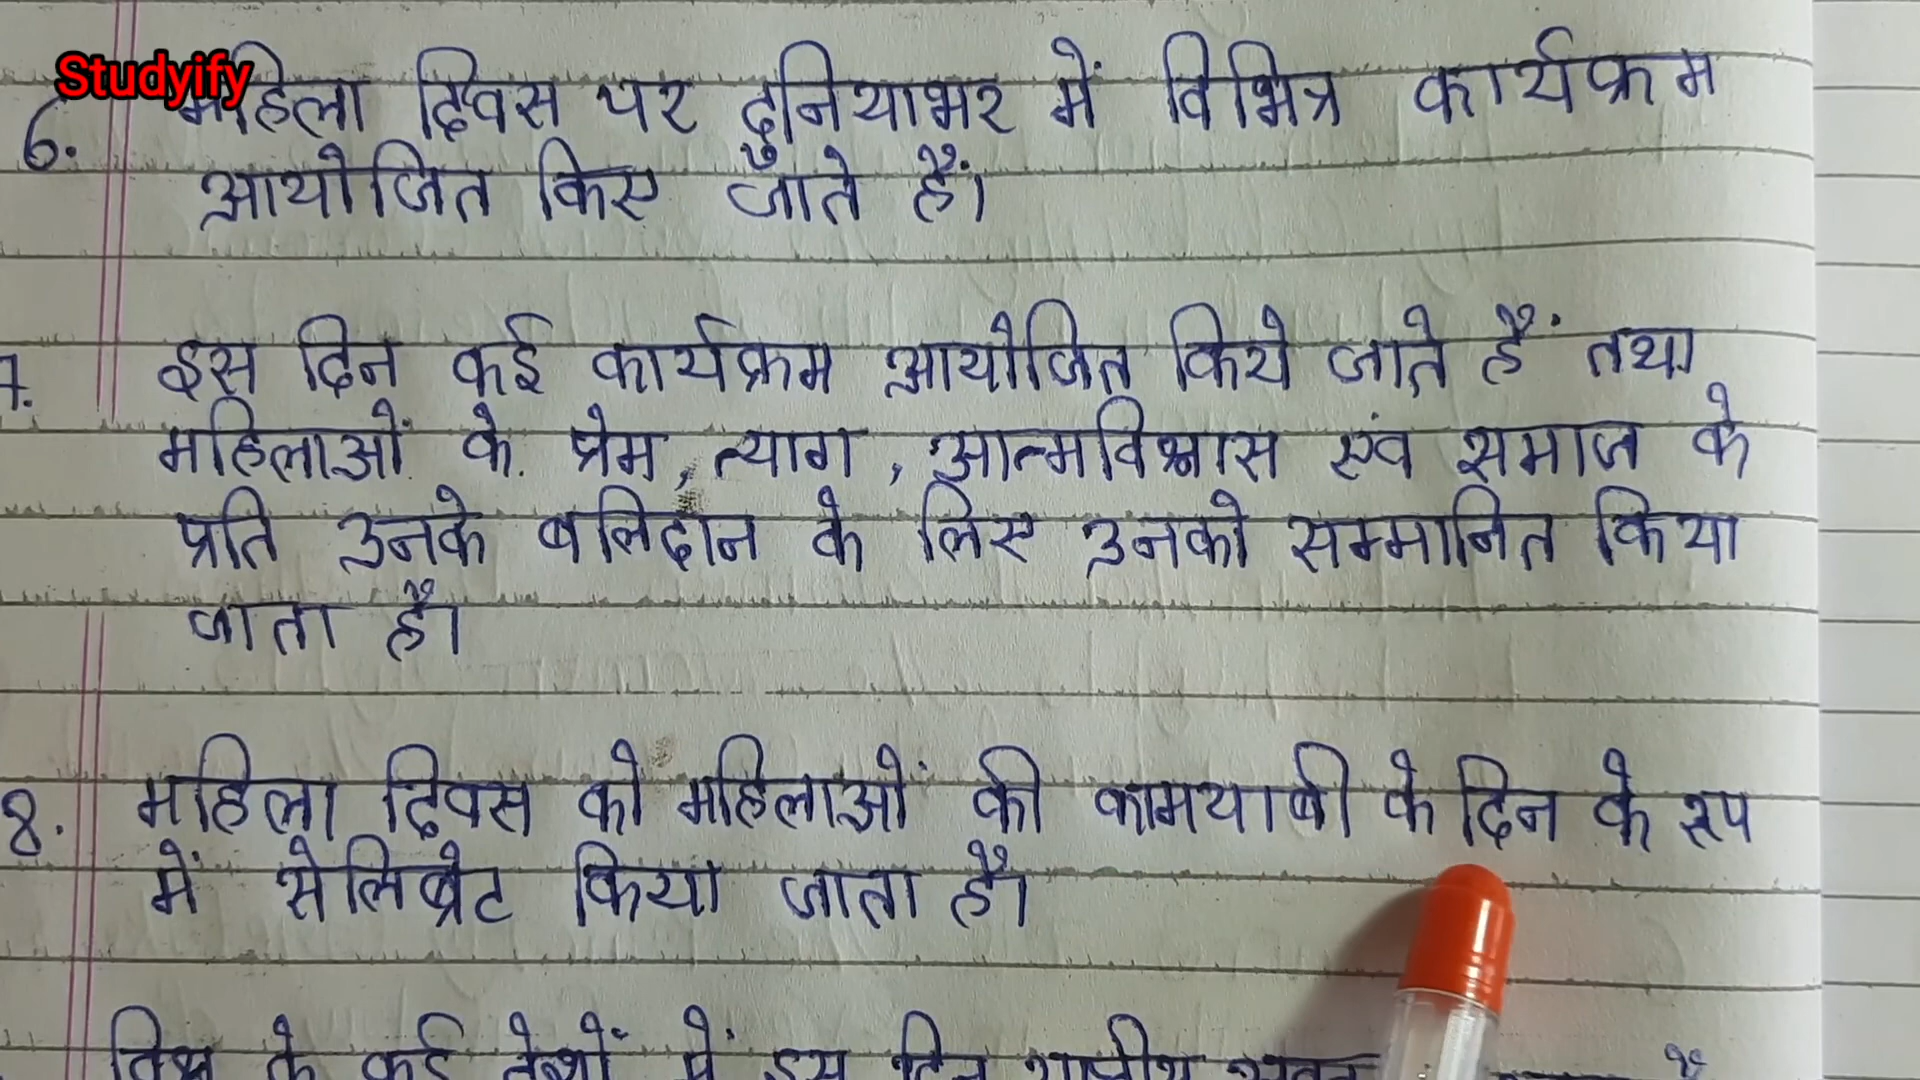 Studyify
6. महिला दिवस पर दुनियाभर में विभिन्न कार्यक्रम
आयोजित किए जाते हैं।
7. इस दिन कई कार्यक्रम आयोजित किये जाते हैं तथा
महिलाओं के प्रेम, त्याग, आत्मविश्वास एंव समाज के
प्रति उनके बलिदान के लिए उनको सम्मानित किया
जाता है।
8. महिला दिवस को महिलाओं की कामयाबी के दिन के रुप
में सेलिब्रेट किया जाता है।
विश्व के कई देशों में इस दिन